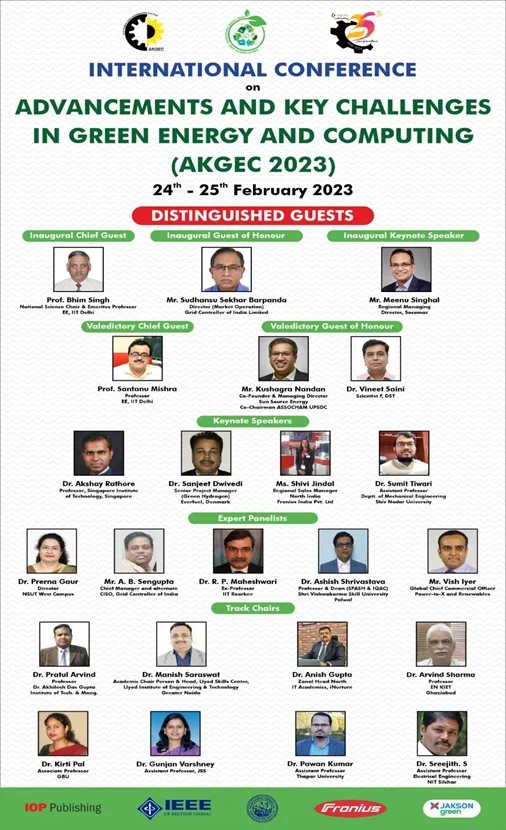 AKGEC
INTERNATIONAL CONFERENCE
on
ADVANCEMENTS AND KEY CHALLENGES
IN GREEN ENERGY AND COMPUTING
(AKGEC 2023)
24th - 25th February 2023
DISTINGUISHED GUESTS
Inaugural Chief Guest
Inaugural Guest of Honour
Inaugural Keynote Speaker
Prof. Bhim Singh
National Science Chair & Emeritus Professor
EE, IIT Delhi
Mr. Sudhansu Sekhar Barpanda
Director (Market Operation)
Grid Controller of India Limited
Mr. Meenu Singhal
Regional Managing
Director, Socomec
Valedictory Chief Guest
Valedictory Guest of Honour
Prof. Santanu Mishra
Professor
EE, IIT Delhi
Mr. Kushagra Nandan
Co-Founder & Managing Director
Sun Source Energy
Co-Chairman ASSOCHAM UPSDC
Dr. Vineet Saini
Scientist F, DST
Keynote Speakers
Dr. Akshay Rathore
Professor, Singapore Institute
of Technology, Singapore
Dr. Sanjeet Dwivedi
Senior Project Manager
(Green Hydrogen)
Everfuel, Denmark
Ms. Shivi Jindal
Regional Sales Manager
North India
Fronius India Pvt. Ltd
Dr. Sumit Tiwari
Assistant Professor
Deptt. of Mechanical Engineering
Shiv Nadar University
Expert Panelists
Dr. Prerna Gaur
Director
NSUT West Campus
Mr. A. B. Sengupta
Chief Manager and alternate
CISO, Grid Controller of India
Dr. R. P. Maheshwari
Ex-Professor
IIT Roorkee
Dr. Ashish Shrivastava
Professor & Dean (SFASM & IQAC)
Shri Vishwakarma Skill University
Palwal
Mr. Vish Iyer
Global Chief Commercial Officer
Power-to-X and Renewables
Track Chairs
Dr. Pratul Arvind
Professor
Dr. Akhilesh Das Gupta
Institute of Tech. & Mang.
Dr. Manish Saraswat
Academic Chair Person & Head, Llyod Skills Center,
Llyod Institute of Engineering & Technology
Greater Noida
Dr. Anish Gupta
Zonal Head North
IT Academics, iNurture
Dr. Arvind Sharma
Professor
EN KIET
Ghaziabad
Dr. Kirti Pal
Associate Professor
GBU
Dr. Gunjan Varshney
Assistant Professor, JSS
Dr. Pawan Kumar
Assistant Professor
Thapar University
Dr. Sreejith. S
Assistant Professor
Electrical Engineering
NIT Silchar
IOP Publishing
IEEE
Fronius
JAKSON
green